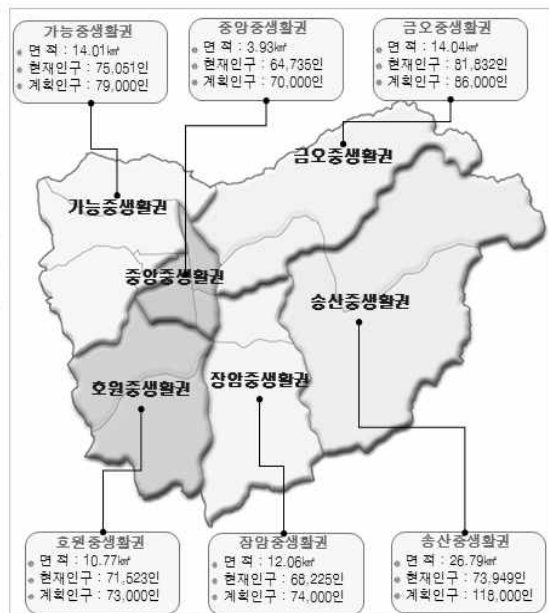 가능중생활권
면 적 : 14.01㎢
현재인구 : 75,051인
계획인구 : 79,000인
중앙중생활권
면 적 : 3.93㎢
현재인구 : 64,735인
계획인구 : 70,000인
금오중생활권
면 적 : 14.04㎢
현재인구 : 81,832인
계획인구 : 86,000인
금오중생활권
가능중생활권
중앙중생활권
송산중생활권
호원중생활권
장암중생활권
호원중생활권
면 적 : 10.77㎢
현재인구 : 71,523인
계획인구 : 73,000인
장암중생활권
면 적 : 12.06㎢
현재인구 : 68,225인
계획인구 : 74,000인
송산중생활권
면 적 : 26.79㎢
현재인구 : 73,949인
계획인구 : 118,000인